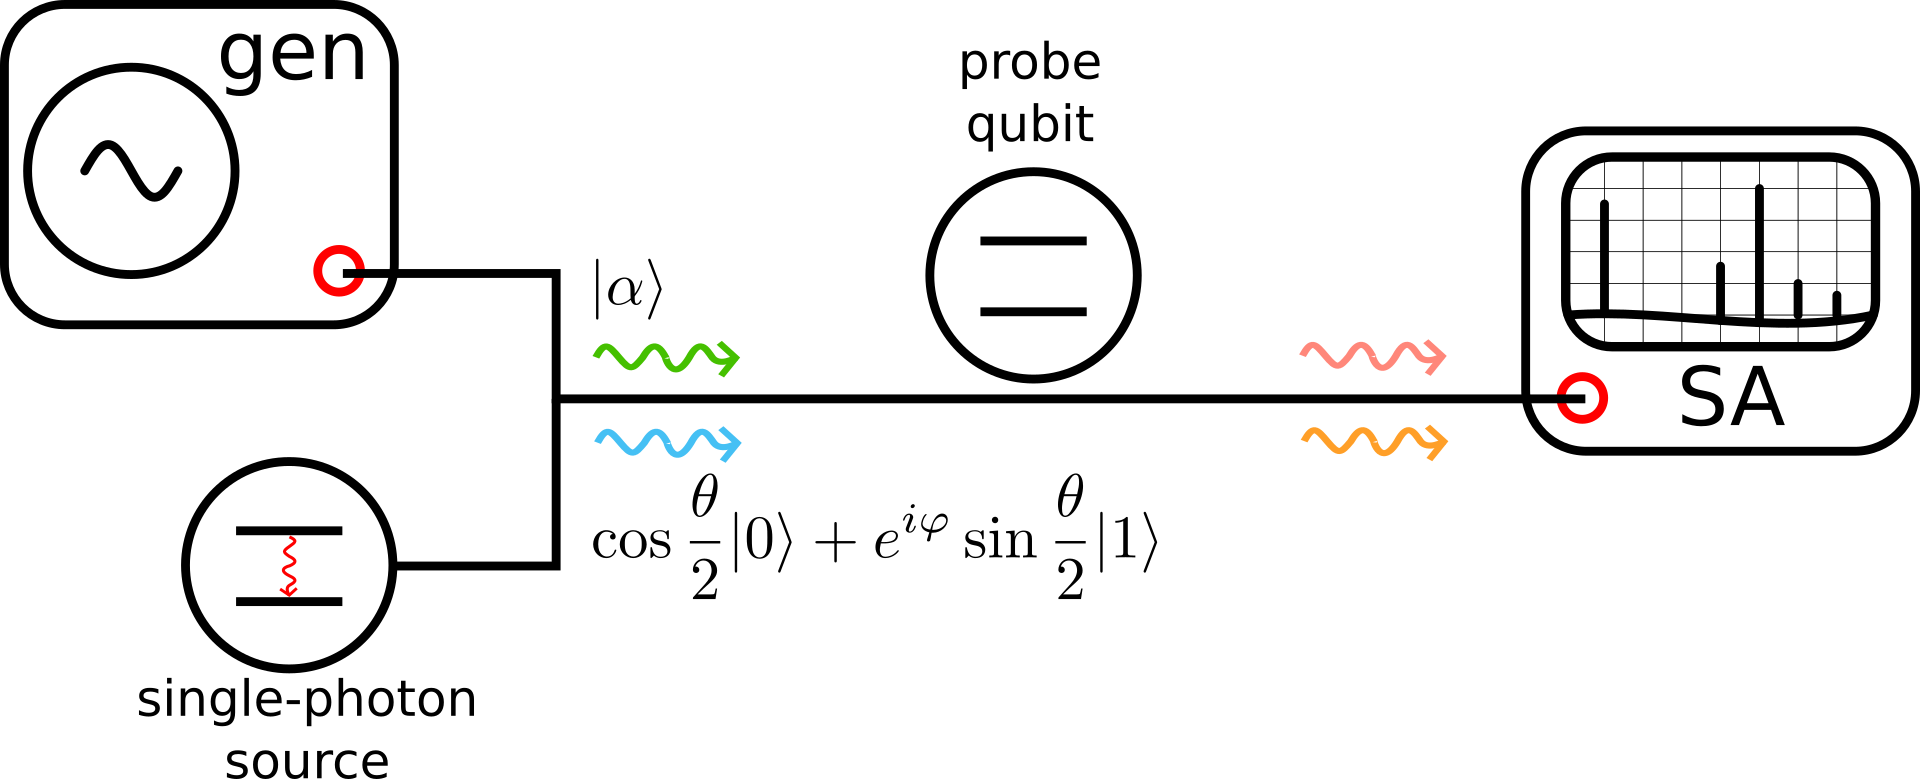 gen
probe
qubit
|α⟩
SA
cos θ/2 |0⟩ + e^{iφ} sin θ/2 |1⟩
single-photon
source